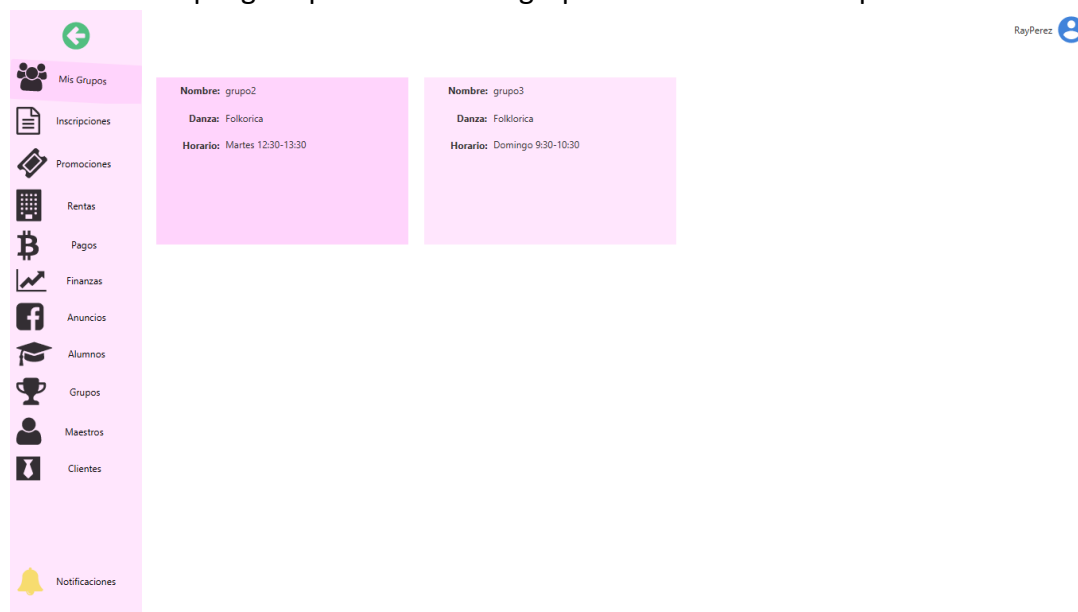 RayPerez
Mis Grupos
Inscripciones
Promociones
Rentas
Pagos
Finanzas
Anuncios
Alumnos
Grupos
Maestros
Clientes
Notificaciones
Nombre: grupo2
Danza: Folkorica
Horario: Martes 12:30-13:30
Nombre: grupo3
Danza: Folklorica
Horario: Domingo 9:30-10:30